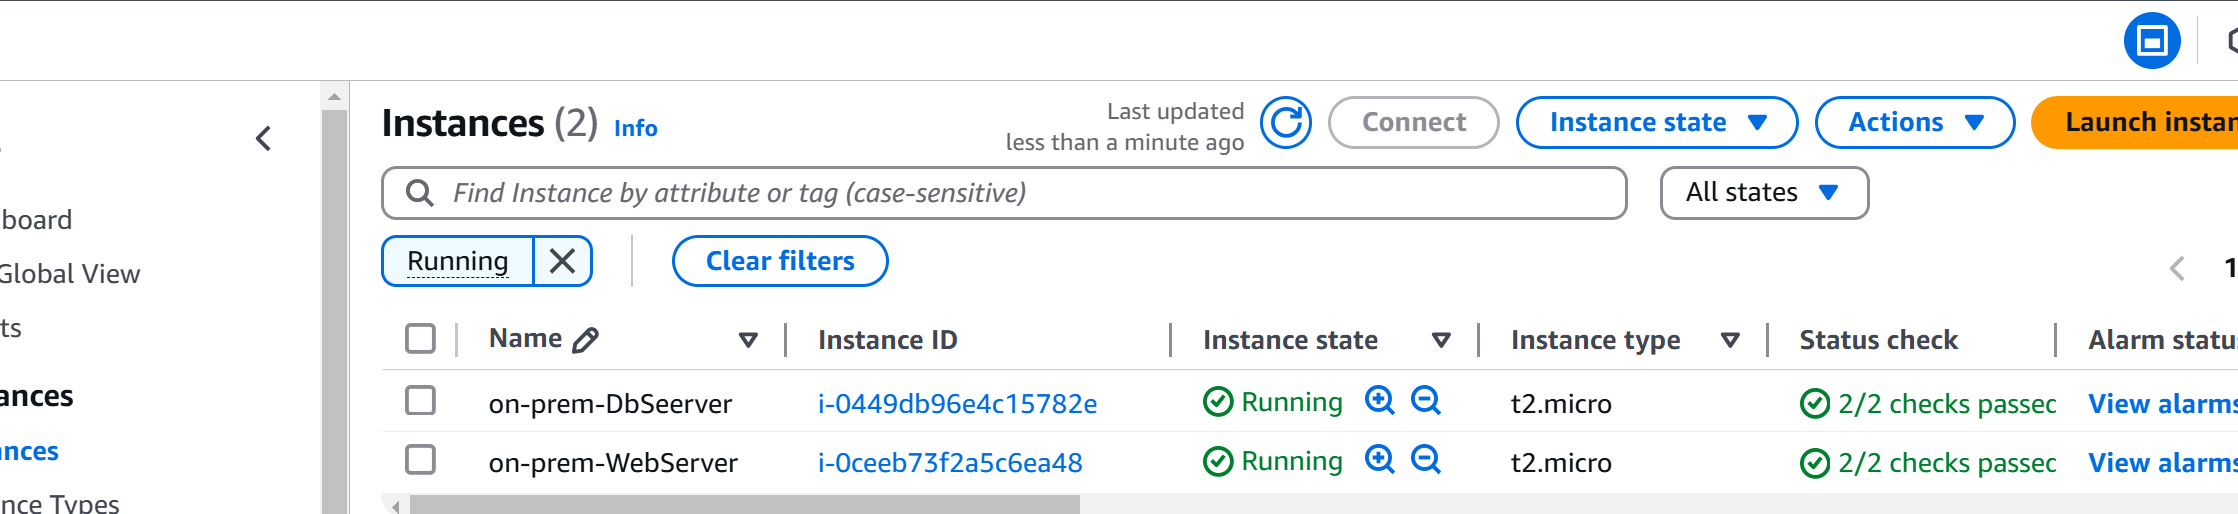 Instances (2) Info
Last updated
less than a minute ago
Connect
Instance state
Actions
Launch instan
Find Instance by attribute or tag (case-sensitive)
All states
Running
Clear filters
1
Name
Instance ID
Instance state
Instance type
Status check
Alarm statu
on-prem-DbSeerver
i-0449db96e4c15782e
Running
t2.micro
2/2 checks passed
View alarms
on-prem-WebServer
i-0ceeb73f2a5c6ea48
Running
t2.micro
2/2 checks passed
View alarms
board
Global View
ts
ances
nces
nce Types